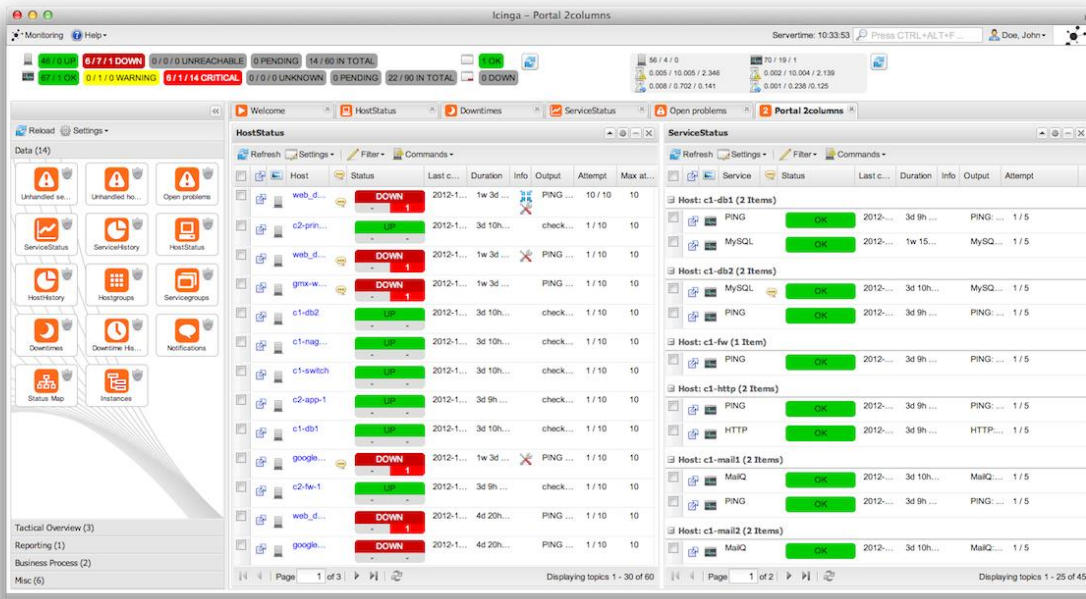 Icinga – Portal 2columns
Monitoring Help
Servertime: 10:33:53 Press CTRL+ALT+F ... Doe, John
46 / 0 UP 6 / 7 / 1 DOWN 0 / 0 / 0 UNREACHABLE 0 PENDING 14 / 60 IN TOTAL 1 OK
67 / 1 OK 0 / 1 / 0 WARNING 6 / 1 / 14 CRITICAL 0 / 0 / 0 UNKNOWN 0 PENDING 22 / 90 IN TOTAL 0 DOWN
56 / 4 / 0 70 / 19 / 1
0.005 / 10.005 / 2.346 0.002 / 10.004 / 2.139
0.008 / 0.702 / 0.141 0.001 / 0.238 /0.125
Welcome HostStatus Downtimes ServiceStatus Open problems Portal 2columns
Reload Settings
Data (14)
Unhandled se... Unhandled ho... Open problems
ServiceStatus ServiceHistory HostStatus
HostHistory Hostgroups Servicegroups
Downtimes Downtime His... Notifications
Status Map Instances
Tactical Overview (3)
Reporting (1)
Business Process (2)
Misc (6)
HostStatus
Refresh Settings Filter Commands
Host Status Last c... Duration Info Output Attempt Max at...
web_d... DOWN 2012-1... 1w 3d ... PING ... 10 / 10 10
- 1
c2-prin... UP 2012-1... 3d 10h... check... 1 / 10 10
- -
web_d... DOWN 2012-1... 1w 3d ... PING ... 1 / 10 10
- 1
gmx-w... DOWN 2012-1... 1w 3d ... PING ... 1 / 10 10
- 1
c1-db2 UP 2012-1... 3d 10h... check... 1 / 10 10
- -
c1-nag... UP 2012-1... 3d 10h... check... 1 / 10 10
- -
c1-switch UP 2012-1... 3d 10h... check... 1 / 10 10
- -
c2-app-1 UP 2012-1... 3d 9h ... check... 1 / 10 10
- -
c1-db1 UP 2012-1... 3d 10h... check... 1 / 10 10
- -
google... DOWN 2012-1... 1w 3d ... PING ... 1 / 10 10
- 1
c2-fw-1 UP 2012-1... 3d 9h ... check... 1 / 10 10
- -
web_d... DOWN 2012-1... 4d 20h... PING ... 1 / 10 10
- 1
google... DOWN 2012-1... 4d 20h... PING ... 1 / 10 10
- 1
Page 1 of 3 Displaying topics 1 - 30 of 60
ServiceStatus
Refresh Settings Filter Commands
Service Status Last c... Duration Info Output Attempt
Host: c1-db1 (2 Items)
PING OK 2012-... 3d 9h ... PING: ... 1 / 5
MySQL OK 2012-... 1w 15... MySQ... 1 / 5
Host: c1-db2 (2 Items)
MySQL OK 2012-... 3d 10h... MySQ... 1 / 5
PING OK 2012-... 3d 9h ... PING: ... 1 / 5
Host: c1-fw (1 Item)
PING OK 2012-... 3d 9h ... PING: ... 1 / 5
Host: c1-http (2 Items)
PING OK 2012-... 3d 9h ... PING: ... 1 / 5
HTTP OK 2012-... 3d 9h ... HTTP:... 1 / 5
Host: c1-mail1 (2 Items)
MailQ OK 2012-... 3d 10h... MailQ:... 1 / 5
PING OK 2012-... 3d 9h ... PING: ... 1 / 5
Host: c1-mail2 (2 Items)
MailQ OK 2012-... 3d 10h... MailQ:... 1 / 5
Page 1 of 2 Displaying topics 1 - 25 of 45